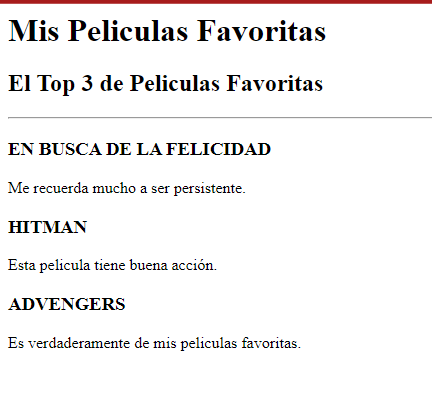 Mis Peliculas Favoritas
El Top 3 de Peliculas Favoritas
EN BUSCA DE LA FELICIDAD
Me recuerda mucho a ser persistente.
HITMAN
Esta pelicula tiene buena acción.
ADVENGERS
Es verdaderamente de mis peliculas favoritas.